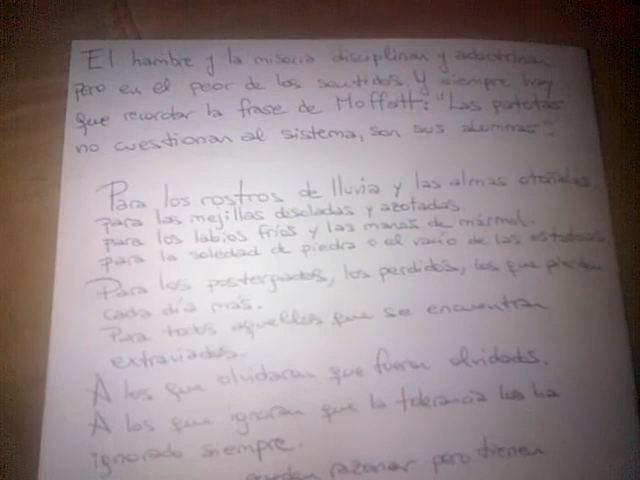 El hambre y la miseria disciplinan y adoctrinan
pero en el peor de los sentidos. Y siempre hay
que recordar la frase de Moffatt: "Las patotas
no cuestionan al sistema, son sus alumnas".
Para los rostros de lluvia y las almas otoñales,
para las mejillas desoladas y azotadas.
para los labios fríos y las manos de mármol.
para la soledad de piedra o el vacío de las estatuas.
Para los postergados, los perdidos, los que pierden
cada día más.
Para todos aquellos que se encuentran
extraviados.
A los que olvidaron que fueron olvidados.
A los que ignoran que la tolerancia los ha
ignorado siempre.
pueden razonar pero tienen